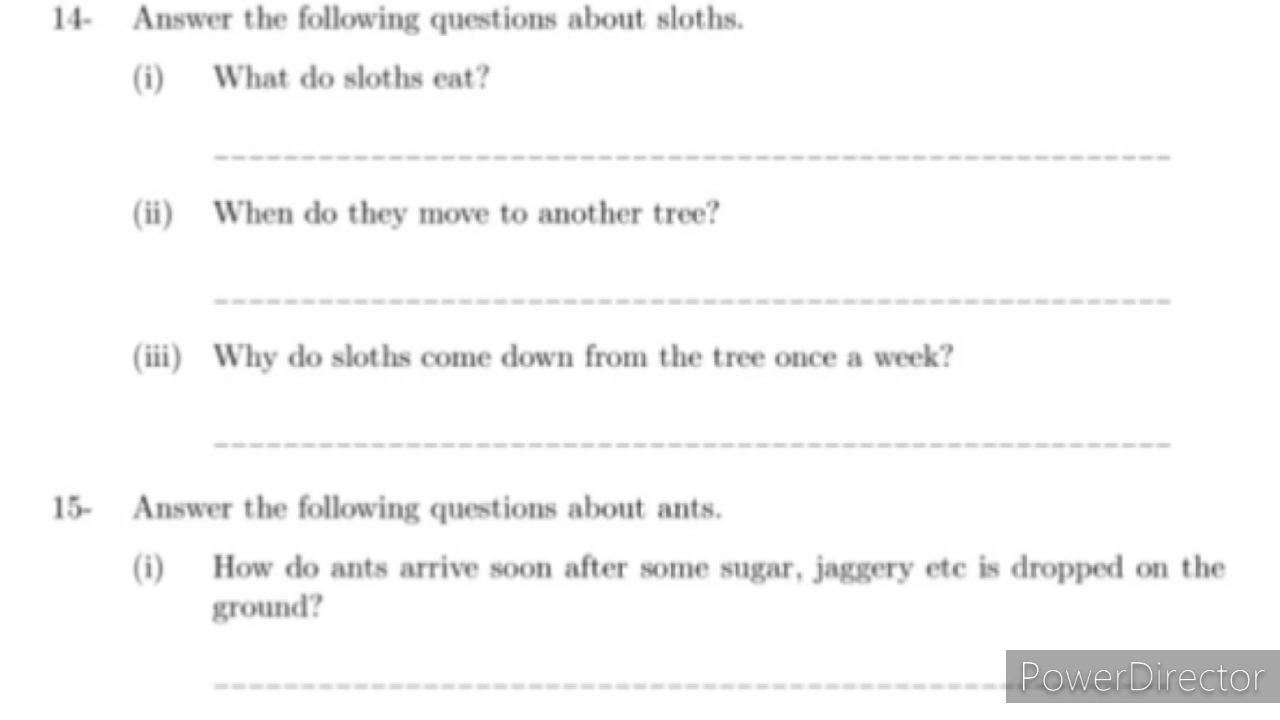 14- Answer the following questions about sloths.
(i) What do sloths eat?
(ii) When do they move to another tree?
(iii) Why do sloths come down from the tree once a week?
15- Answer the following questions about ants.
(i) How do ants arrive soon after some sugar, jaggery etc is dropped on the
ground?
PowerDirector